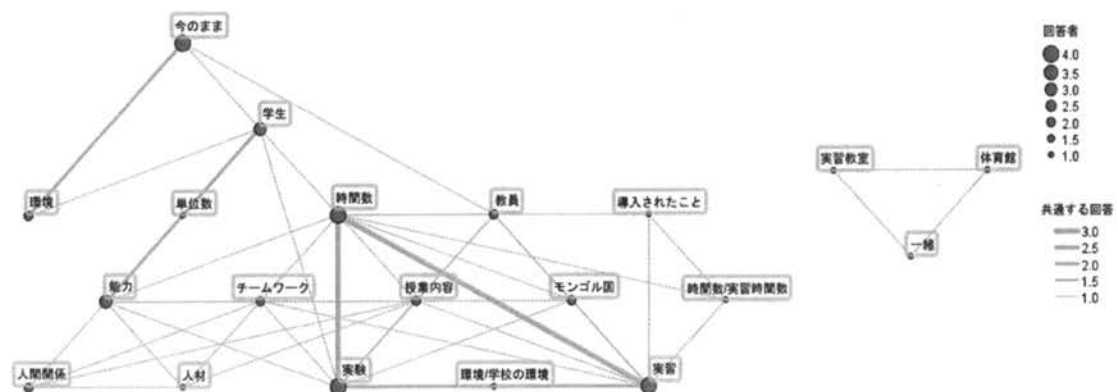 今のまま
学生
環境
単位数
時間数
教員
導入されたこと
能力
チームワーク
授業内容
モンゴル国
時間数/実習時間数
人間関係
人材
実験
環境/学校の環境
実習
実習教室
体育館
一緒
回答者
4.0
3.5
3.0
2.5
2.0
1.5
1.0
共通する回答
3.0
2.5
2.0
1.5
1.0